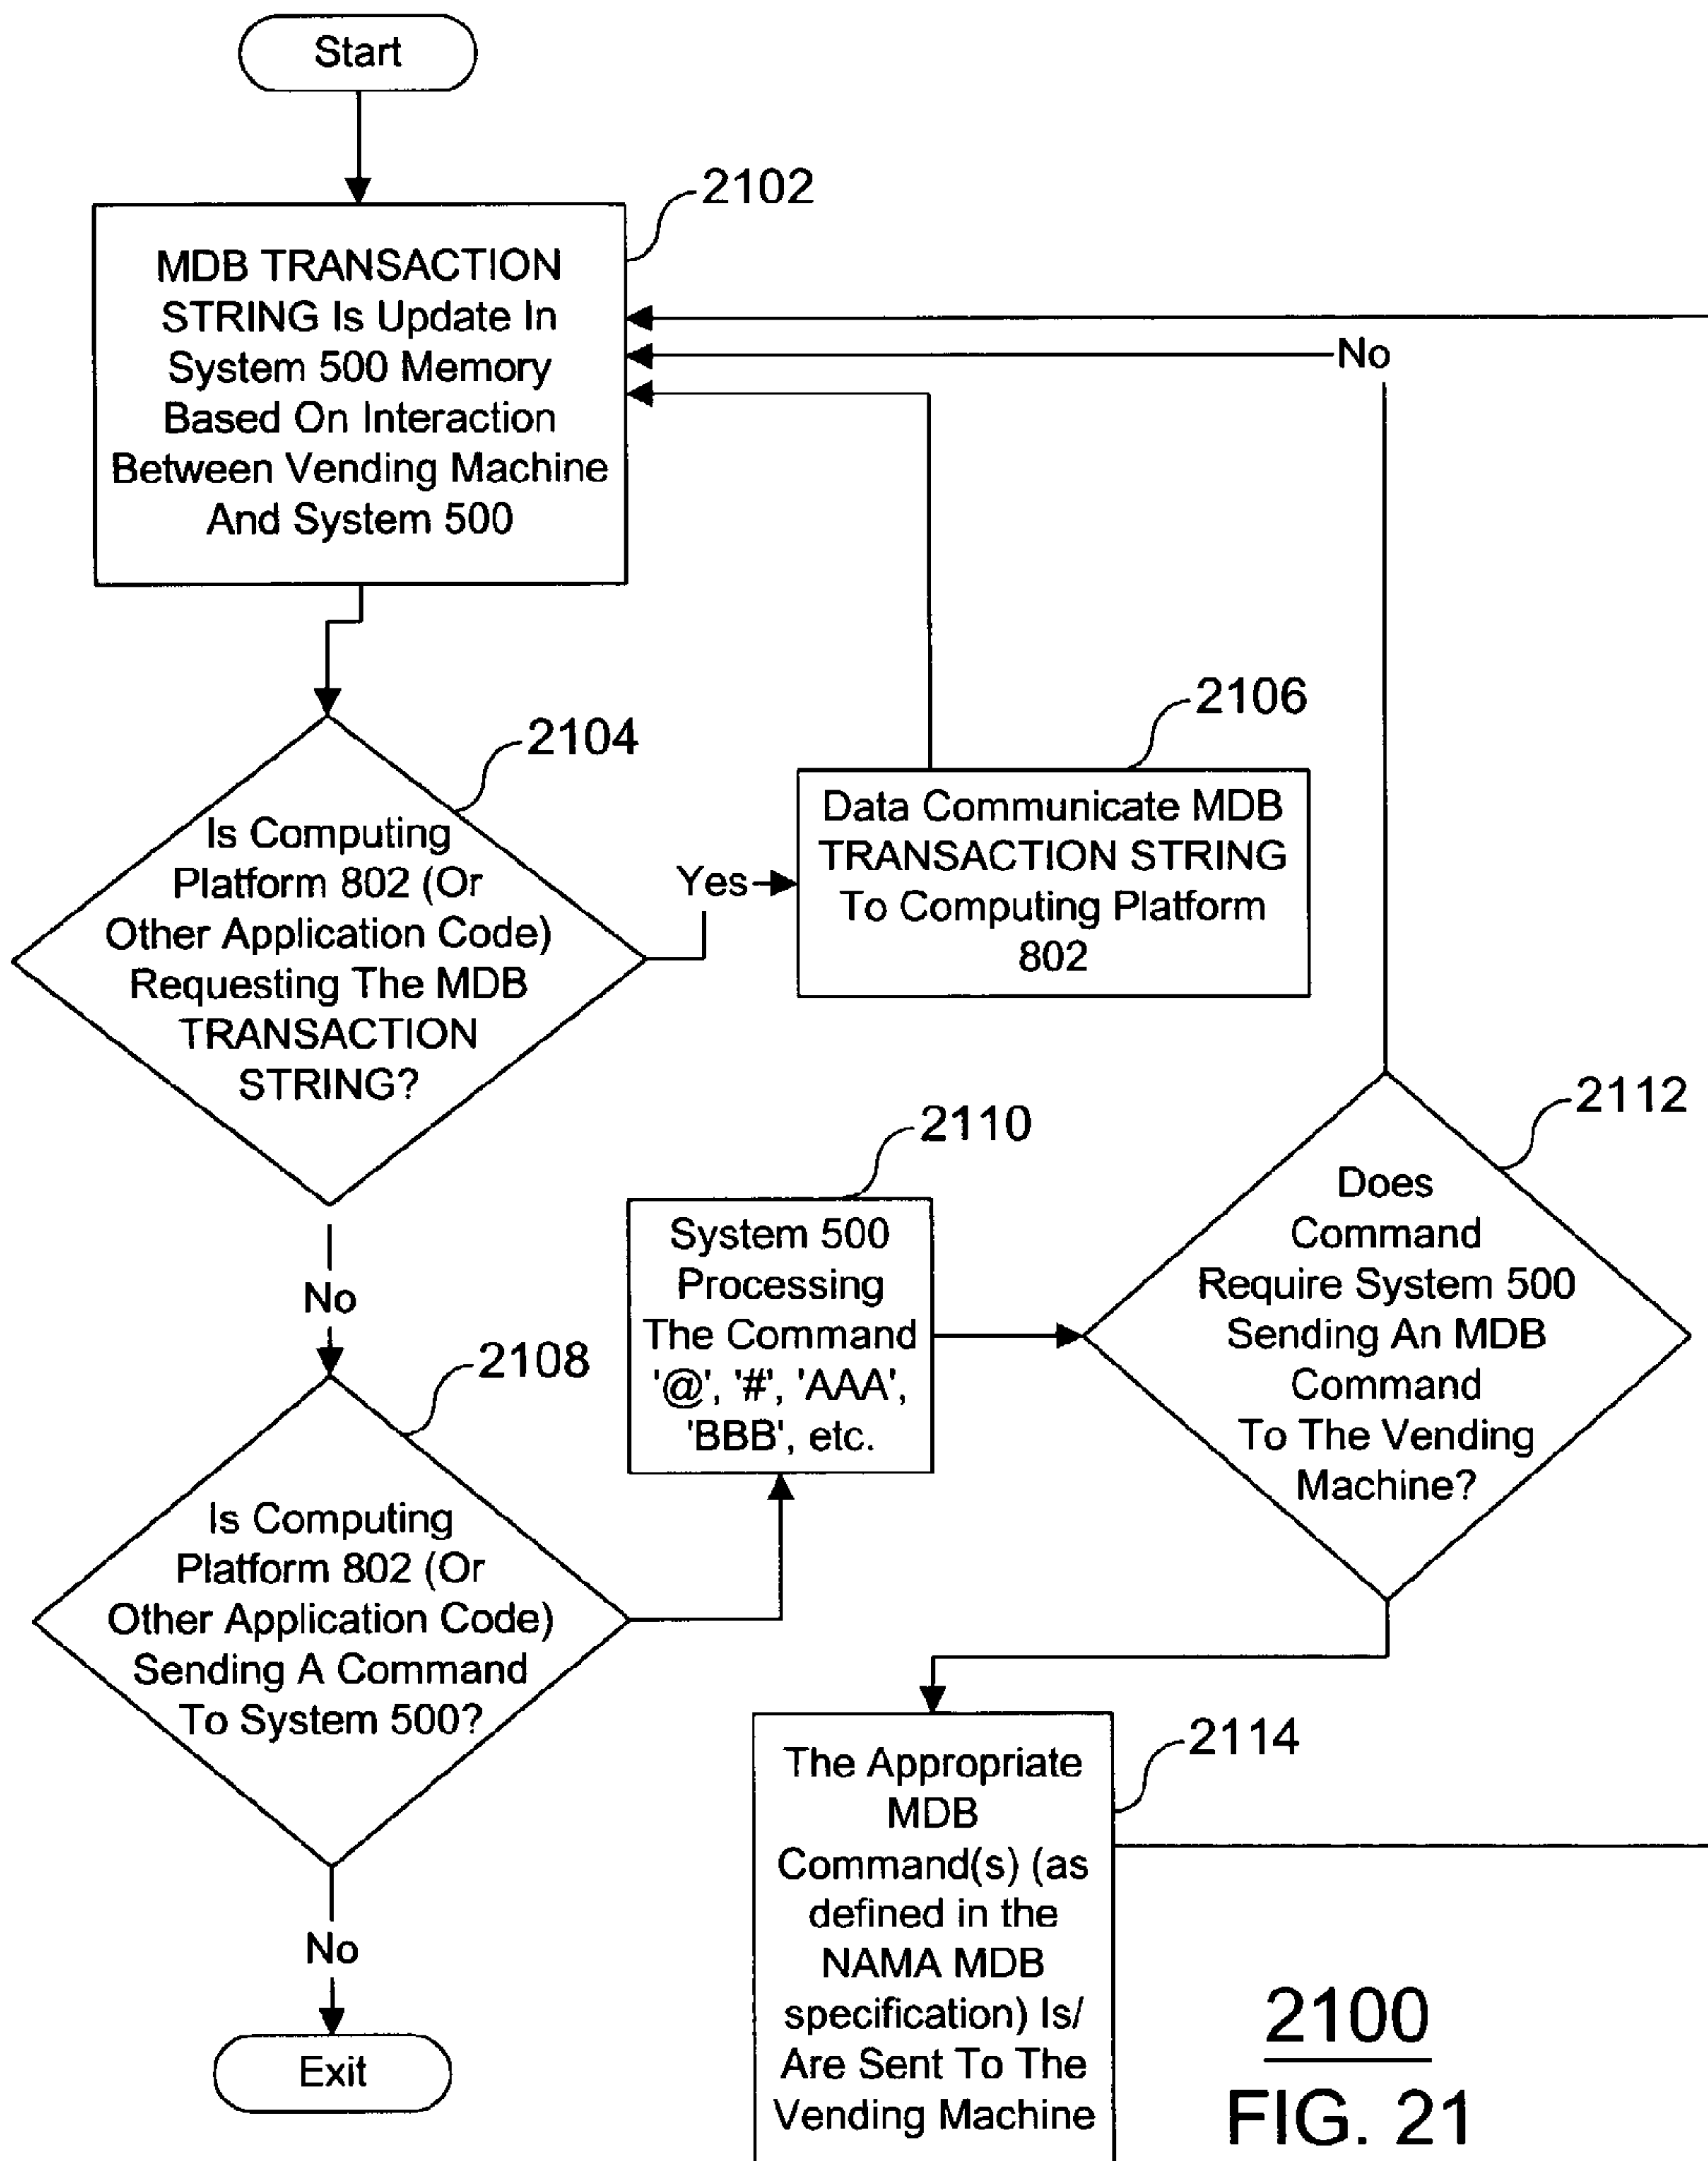 Start
2102
MDB TRANSACTION
STRING Is Update In
System 500 Memory
Based On Interaction
Between Vending Machine
And System 500
No
2104
Is Computing
Platform 802 (Or
Other Application Code)
Requesting The MDB
TRANSACTION
STRING?
Yes
2106
Data Communicate MDB
TRANSACTION STRING
To Computing Platform
802
No
2108
Is Computing
Platform 802 (Or
Other Application Code)
Sending A Command
To System 500?
2110
System 500
Processing
The Command
'@', '#', 'AAA',
'BBB', etc.
2112
Does
Command
Require System 500
Sending An MDB
Command
To The Vending
Machine?
2114
The Appropriate
MDB
Command(s) (as
defined in the
NAMA MDB
specification) Is/
Are Sent To The
Vending Machine
No
Exit
2100
FIG. 21